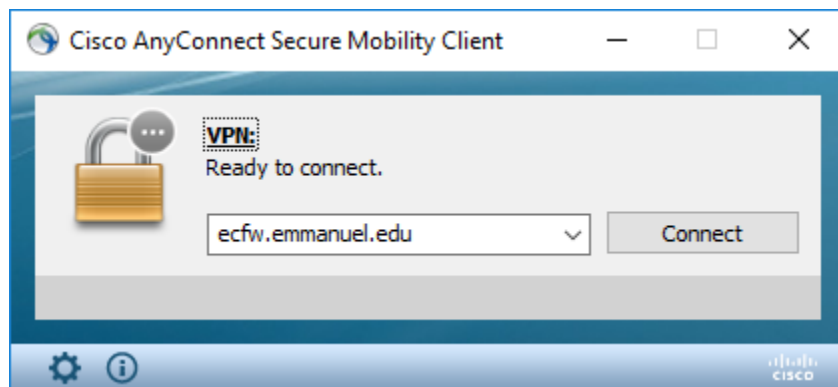 Cisco AnyConnect Secure Mobility Client
VPN:
Ready to connect.
ecfw.emmanuel.edu
Connect
CISCO